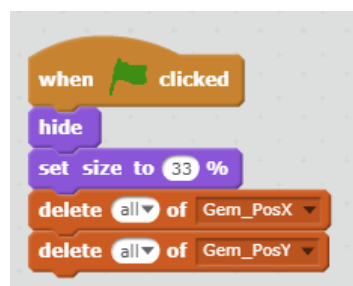 when clicked
hide
set size to 33 %
delete all of Gem_PosX
delete all of Gem_PosY